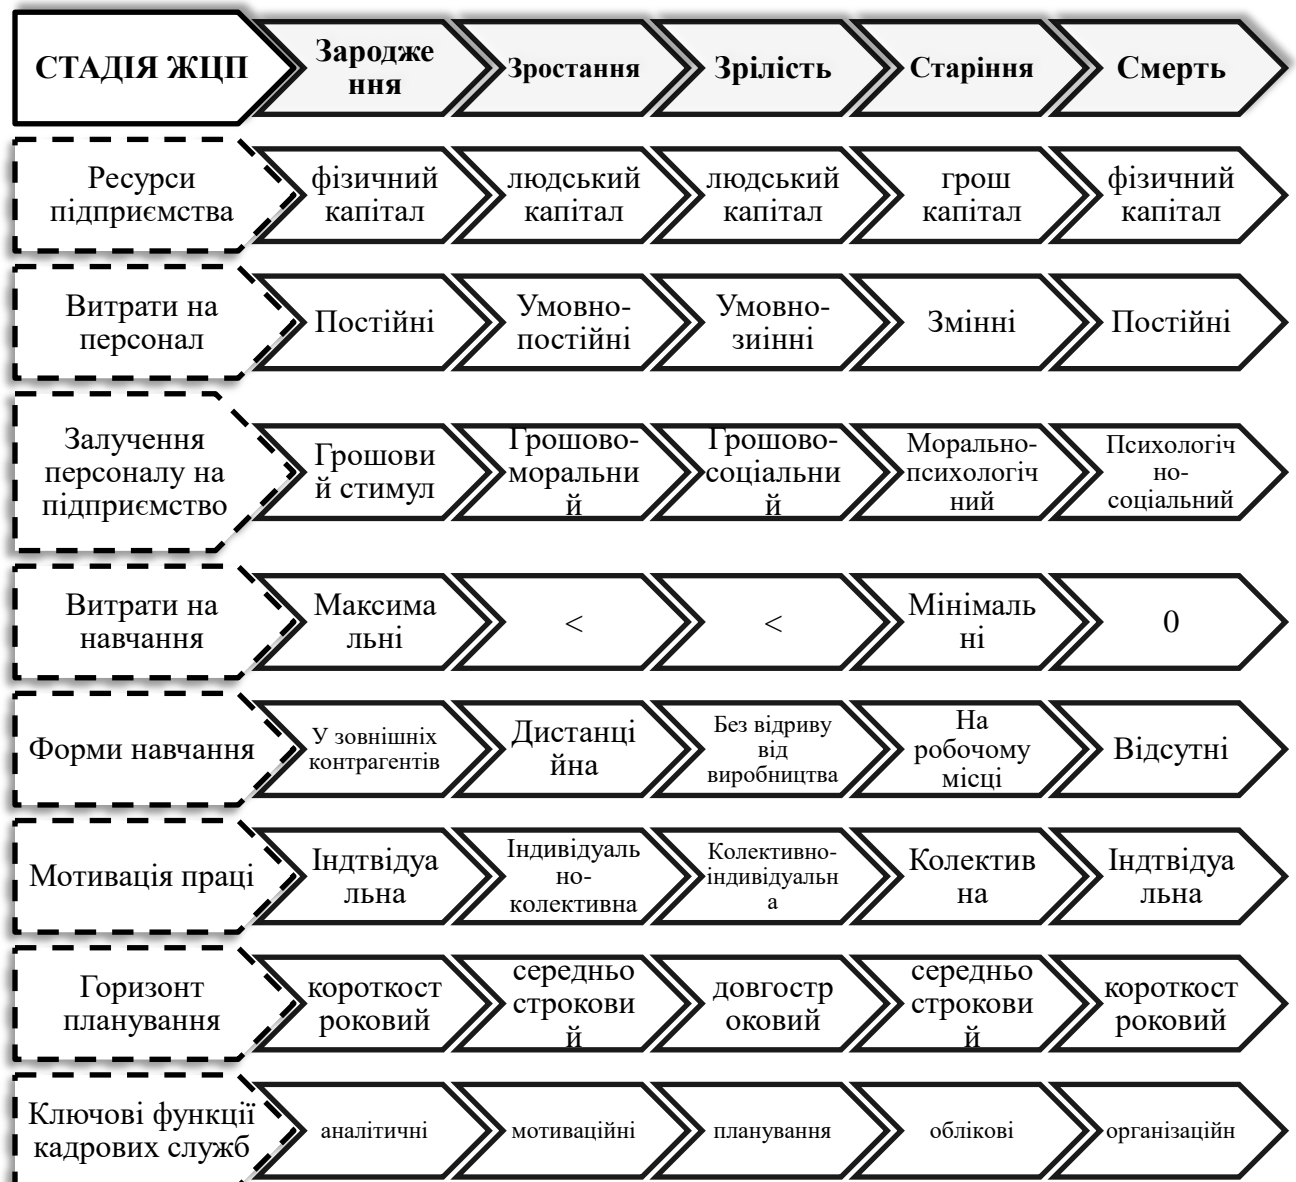 СТАДІЯ ЖЦП
Зародже
ння
Зростання
Зрілість
Старіння
Смерть
Ресурси
підприємства
фізичний
капітал
людський
капітал
людський
капітал
грош
капітал
фізичний
капітал
Витрати на
персонал
Постійні
Умовно-
постійні
Умовно-
зиінні
Змінні
Постійні
Залучення
персоналу на
підприємство
Грошови
й стимул
Грошово-
моральни
й
Грошово-
соціальни
й
Морально-
психологіч
ний
Психологіч
но-
соціальний
Витрати на
навчання
Максима
льні
<
<
Мінімаль
ні
0
Форми навчання
У зовнішніх
контрагентів
Дистанці
йна
Без відриву
від
виробництва
На
робочому
місці
Відсутні
Мотивація праці
Індтвідуа
льна
Індивідуаль
но-
колективна
Колективно-
індивідуальн
а
Колектив
на
Індтвідуа
льна
Горизонт
планування
короткост
роковий
середньо
строкови
й
довгостр
оковий
середньо
строкови
й
короткост
роковий
Ключові функції
кадрових служб
аналітичні
мотиваційні
планування
облікові
організаційн